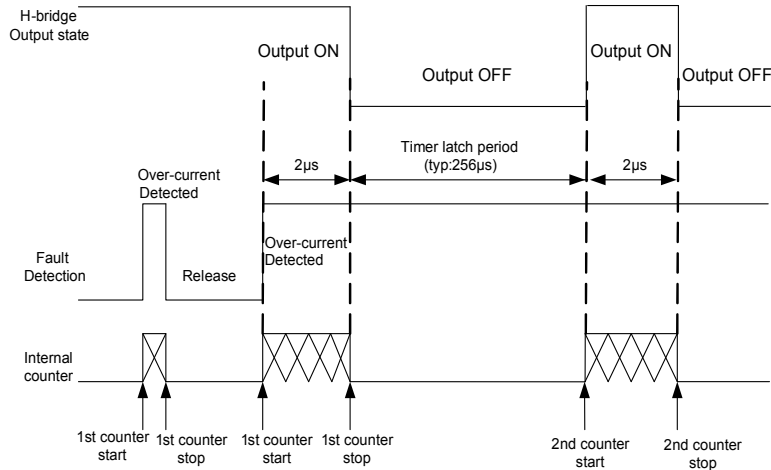 H-bridge
Output state
Output ON
Output OFF
Output ON
Output OFF
2μs
Timer latch period
(typ:256μs)
2μs
Over-current
Detected
Fault
Detection
Release
Over-current
Detected
Internal
counter
1st counter
start
1st counter
stop
1st counter
start
1st counter
stop
2nd counter
start
2nd counter
stop